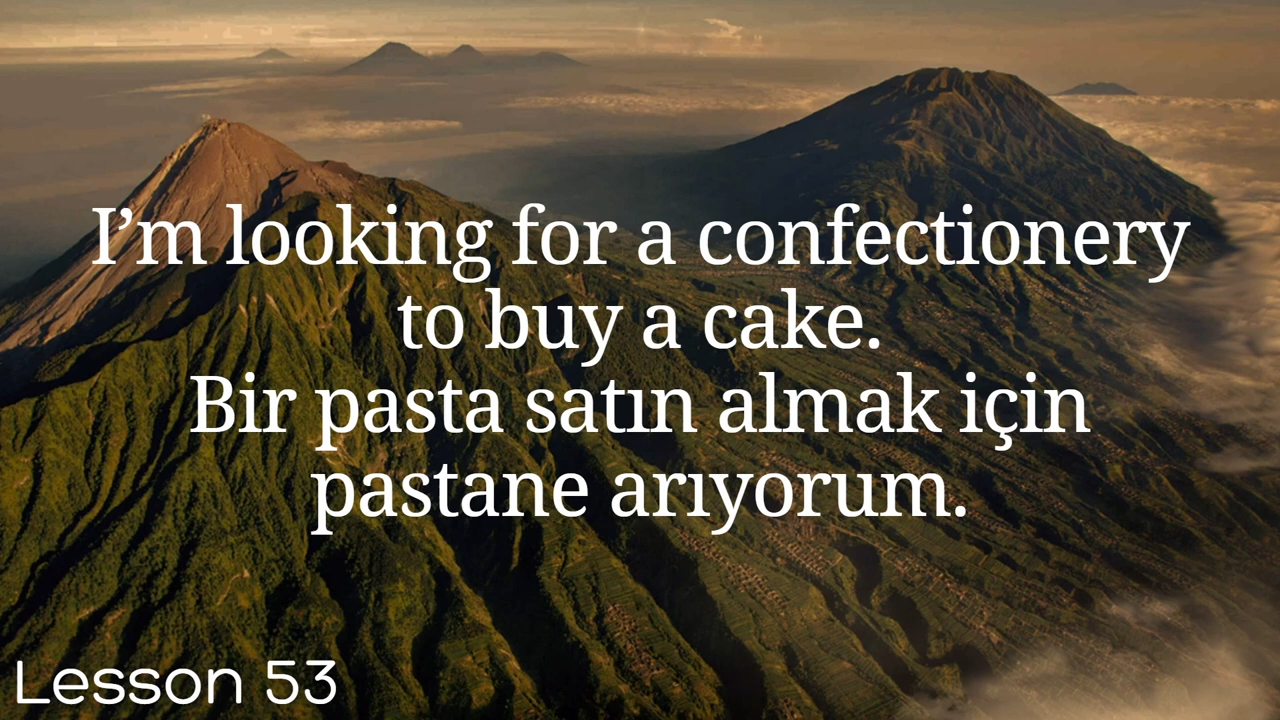 I’m looking for a confectionery
to buy a cake.
Bir pasta satın almak için
pastane arıyorum.
Lesson 53